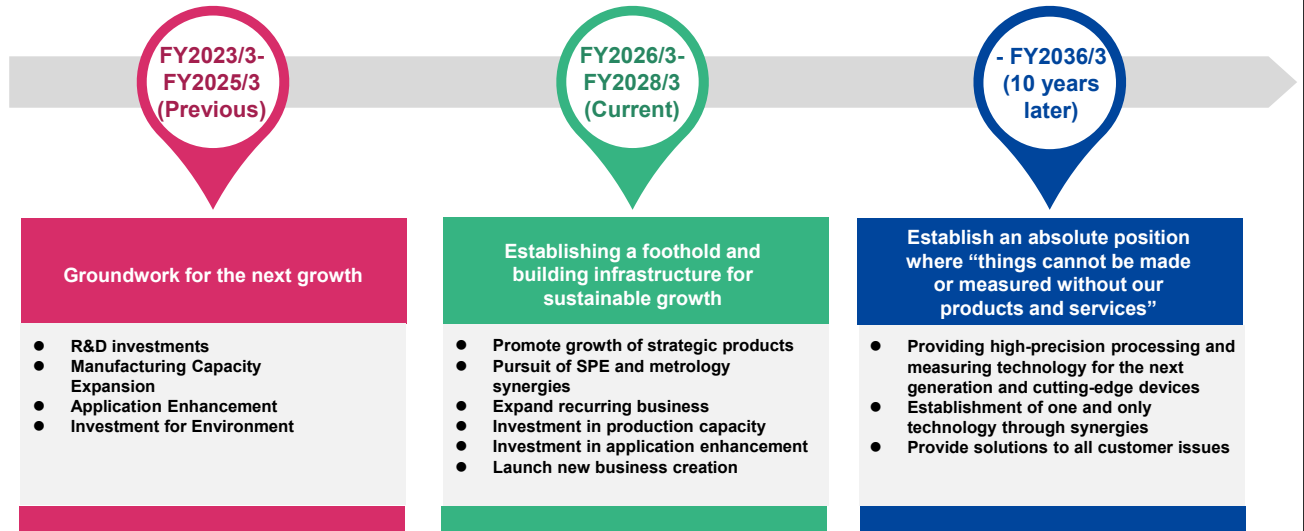 FY2023/3-
FY2025/3
(Previous)
FY2026/3-
FY2028/3
(Current)
- FY2036/3
(10 years
later)
Groundwork for the next growth
● R&D investments
● Manufacturing Capacity
Expansion
● Application Enhancement
● Investment for Environment
Establishing a foothold and
building infrastructure for
sustainable growth
● Promote growth of strategic products
● Pursuit of SPE and metrology
synergies
● Expand recurring business
● Investment in production capacity
● Investment in application enhancement
● Launch new business creation
Establish an absolute position
where “things cannot be made
or measured without our
products and services”
● Providing high-precision processing and
measuring technology for the next
generation and cutting-edge devices
● Establishment of one and only
technology through synergies
● Provide solutions to all customer issues